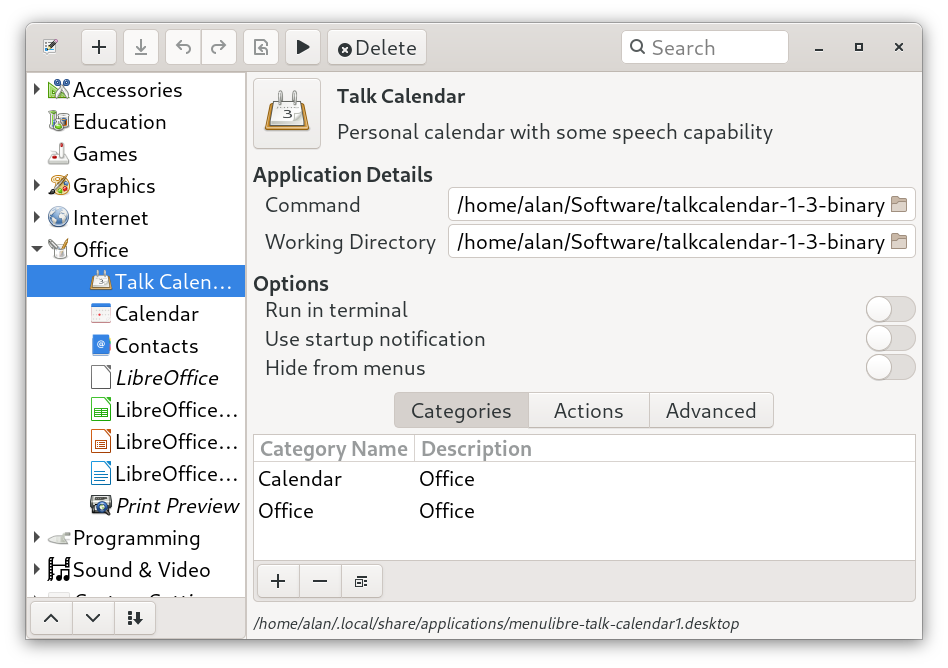 Delete
Search
Accessories
Education
Games
Graphics
Internet
Office
Talk Calen...
Calendar
Contacts
LibreOffice
LibreOffice...
LibreOffice...
LibreOffice...
Print Preview
Programming
Sound & Video
Talk Calendar
Personal calendar with some speech capability
Application Details
Command /home/alan/Software/talkcalendar-1-3-binary
Working Directory /home/alan/Software/talkcalendar-1-3-binary
Options
Run in terminal
Use startup notification
Hide from menus
Categories Actions Advanced
Category Name Description
Calendar Office
Office Office
/home/alan/.local/share/applications/menulibre-talk-calendar1.desktop